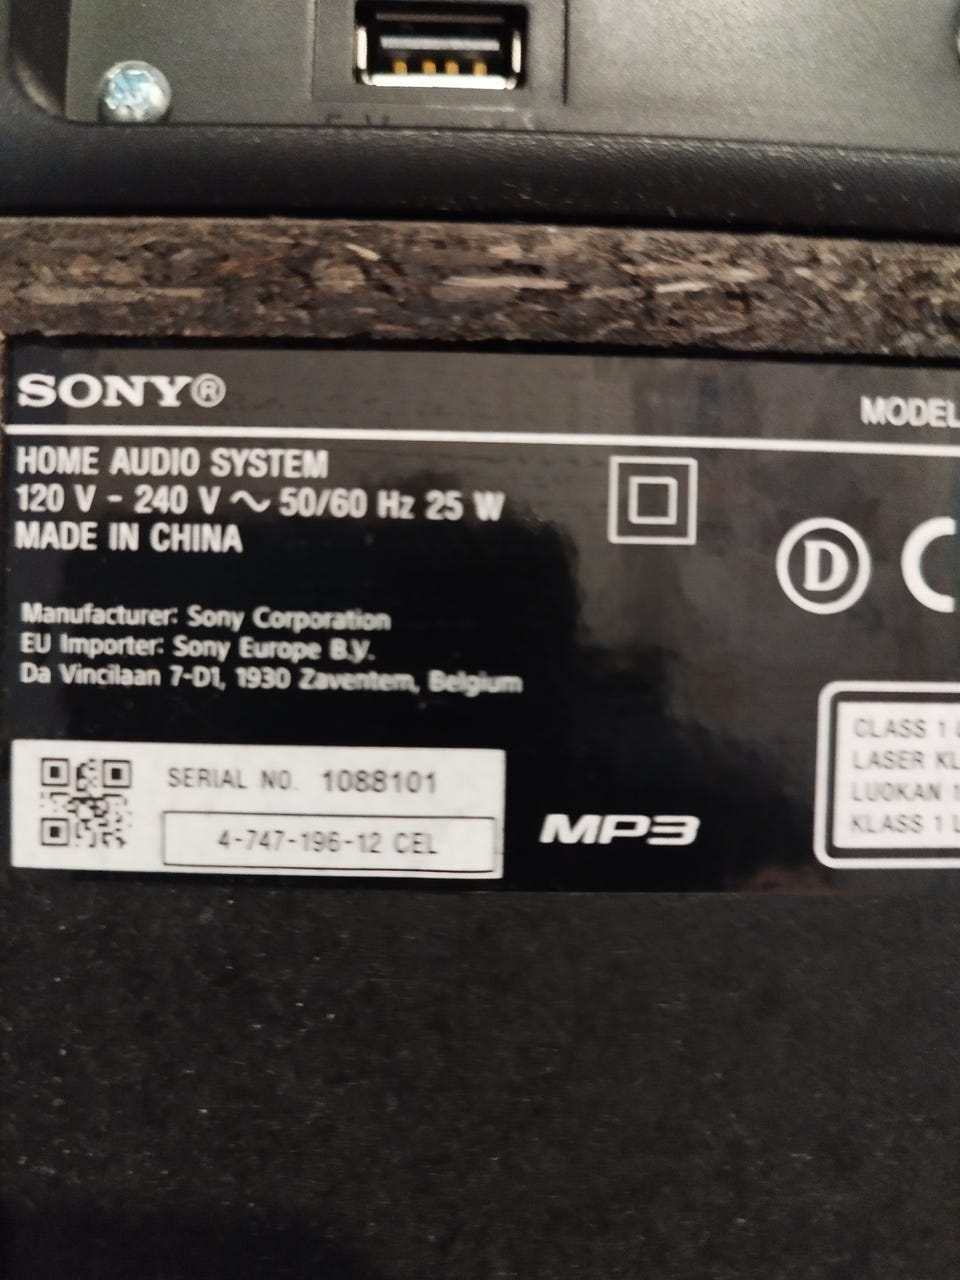 SONY®
MODEL
HOME AUDIO SYSTEM
120 V - 240 V ~ 50/60 Hz 25 W
MADE IN CHINA
D
Manufacturer: Sony Corporation
EU Importer: Sony Europe B.V.
Da Vincilaan 7-D1, 1930 Zaventem, Belgium
SERIAL NO. 1088101
4-747-196-12 CEL
MP3
CLASS 1
LASER KL
LUOKAN 1
KLASS 1